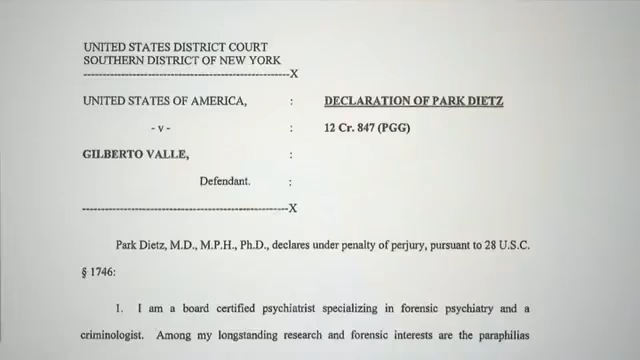 UNITED STATES DISTRICT COURT
SOUTHERN DISTRICT OF NEW YORK
--------------------------------------------------X
UNITED STATES OF AMERICA, : DECLARATION OF PARK DIETZ
- v - : 12 Cr. 847 (PGG)
GILBERTO VALLE, :
Defendant. :
--------------------------------------------------X
Park Dietz, M.D., M.P.H., Ph.D., declares under penalty of perjury, pursuant to 28 U.S.C.
§ 1746:
1. I am a board certified psychiatrist specializing in forensic psychiatry and a
criminologist. Among my longstanding research and forensic interests are the paraphilias